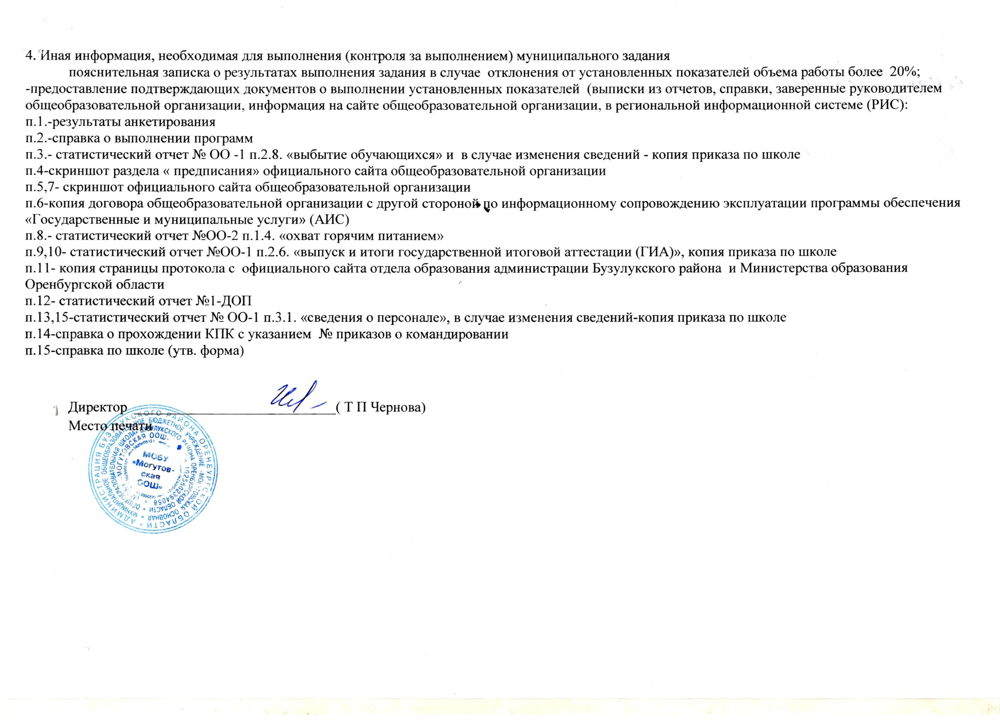 4. Иная информация, необходимая для выполнения (контроля за выполнением) муниципального задания
пояснительная записка о результатах выполнения задания в случае отклонения от установленных показателей объема работы более 20%;
-предоставление подтверждающих документов о выполнении установленных показателей (выписки из отчетов, справки, заверенные руководителем
общеобразовательной организации, информация на сайте общеобразовательной организации, в региональной информационной системе (РИС):
п.1.-результаты анкетирования
п.2.-справка о выполнении программ
п.3.- статистический отчет № ОО -1 п.2.8. «выбытие обучающихся» и в случае изменения сведений - копия приказа по школе
п.4-скриншот раздела « предписания» официального сайта общеобразовательной организации
п.5,7- скриншот официального сайта общеобразовательной организации
п.6-копия договора общеобразовательной организации с другой стороной по информационному сопровождению эксплуатации программы обеспечения
«Государственные и муниципальные услуги» (АИС)
п.8.- статистический отчет №ОО-2 п.1.4. «охват горячим питанием»
п.9,10- статистический отчет №ОО-1 п.2.6. «выпуск и итоги государственной итоговой аттестации (ГИА)», копия приказа по школе
п.11- копия страницы протокола с официального сайта отдела образования администрации Бузулукского района и Министерства образования
Оренбургской области
п.12- статистический отчет №1-ДОП
п.13,15-статистический отчет № ОО-1 п.3.1. «сведения о персонале», в случае изменения сведений-копия приказа по школе
п.14-справка о прохождении КПК с указанием № приказов о командировании
п.15-справка по школе (утв. форма)
Директор ( Т П Чернова)
Место печати
АДМИНИСТРАЦИЯ БУЗУЛУКСКОГО РАЙОНА ОРЕНБУРГСКОЙ ОБЛАСТИ *
МУНИЦИПАЛЬНОЕ ОБЩЕОБРАЗОВАТЕЛЬНОЕ БЮДЖЕТНОЕ УЧРЕЖДЕНИЕ «МОГУТОВСКАЯ ОСНОВНАЯ *
ОБЩЕОБРАЗОВАТЕЛЬНАЯ ШКОЛА» БУЗУЛУКСКОГО РАЙОНА ОРЕНБУРГСКОЙ ОБЛАСТИ *
МОГУТОВСКАЯ ООШ
1025602394058
МОБУ
«Могутов-
ская
ООШ»